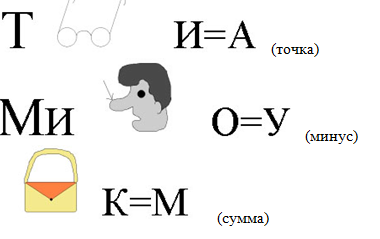 Т И=А (точка)
Ми О=У (минус)
К=М (сумма)